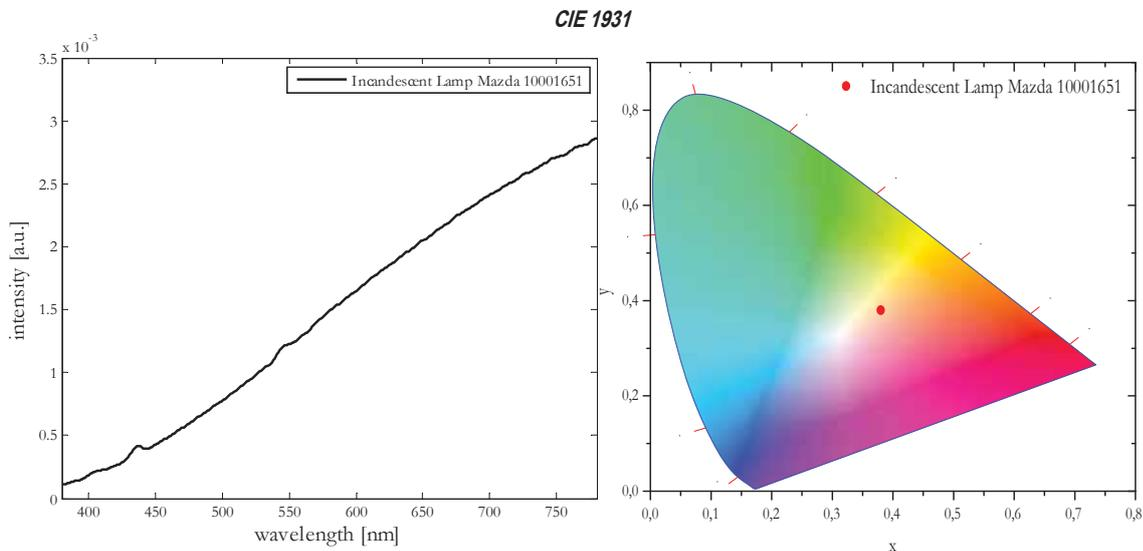 CIE 1931
x 10⁻³
3.5
3
2.5
2
1.5
1
0.5
0
400 450 500 550 600 650 700 750
wavelength [nm]
intensity [a.u.]
Incandescent Lamp Mazda 10001651
Incandescent Lamp Mazda 10001651
0,8
0,6
0,4
0,2
0,0
0,0 0,1 0,2 0,3 0,4 0,5 0,6 0,7 0,8
x
y